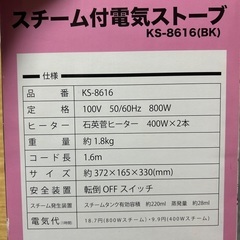 スチーム付電気ストーブ
KS-8616(BK)
仕様
品番 KS-8616
定格 100V 50/60Hz 800W
ヒーター 石英管ヒーター 400W×2本
重量 約1.8kg
コード長 1.6m
サイズ 約372×165×330(mm)
安全装置 転倒OFFスイッチ
スチーム発生装置 スチームタンク有効容積 約220ml 蒸発量 約28ml
電気代 18.7円(800Wスチーム)・9.9円(400Wスチーム)